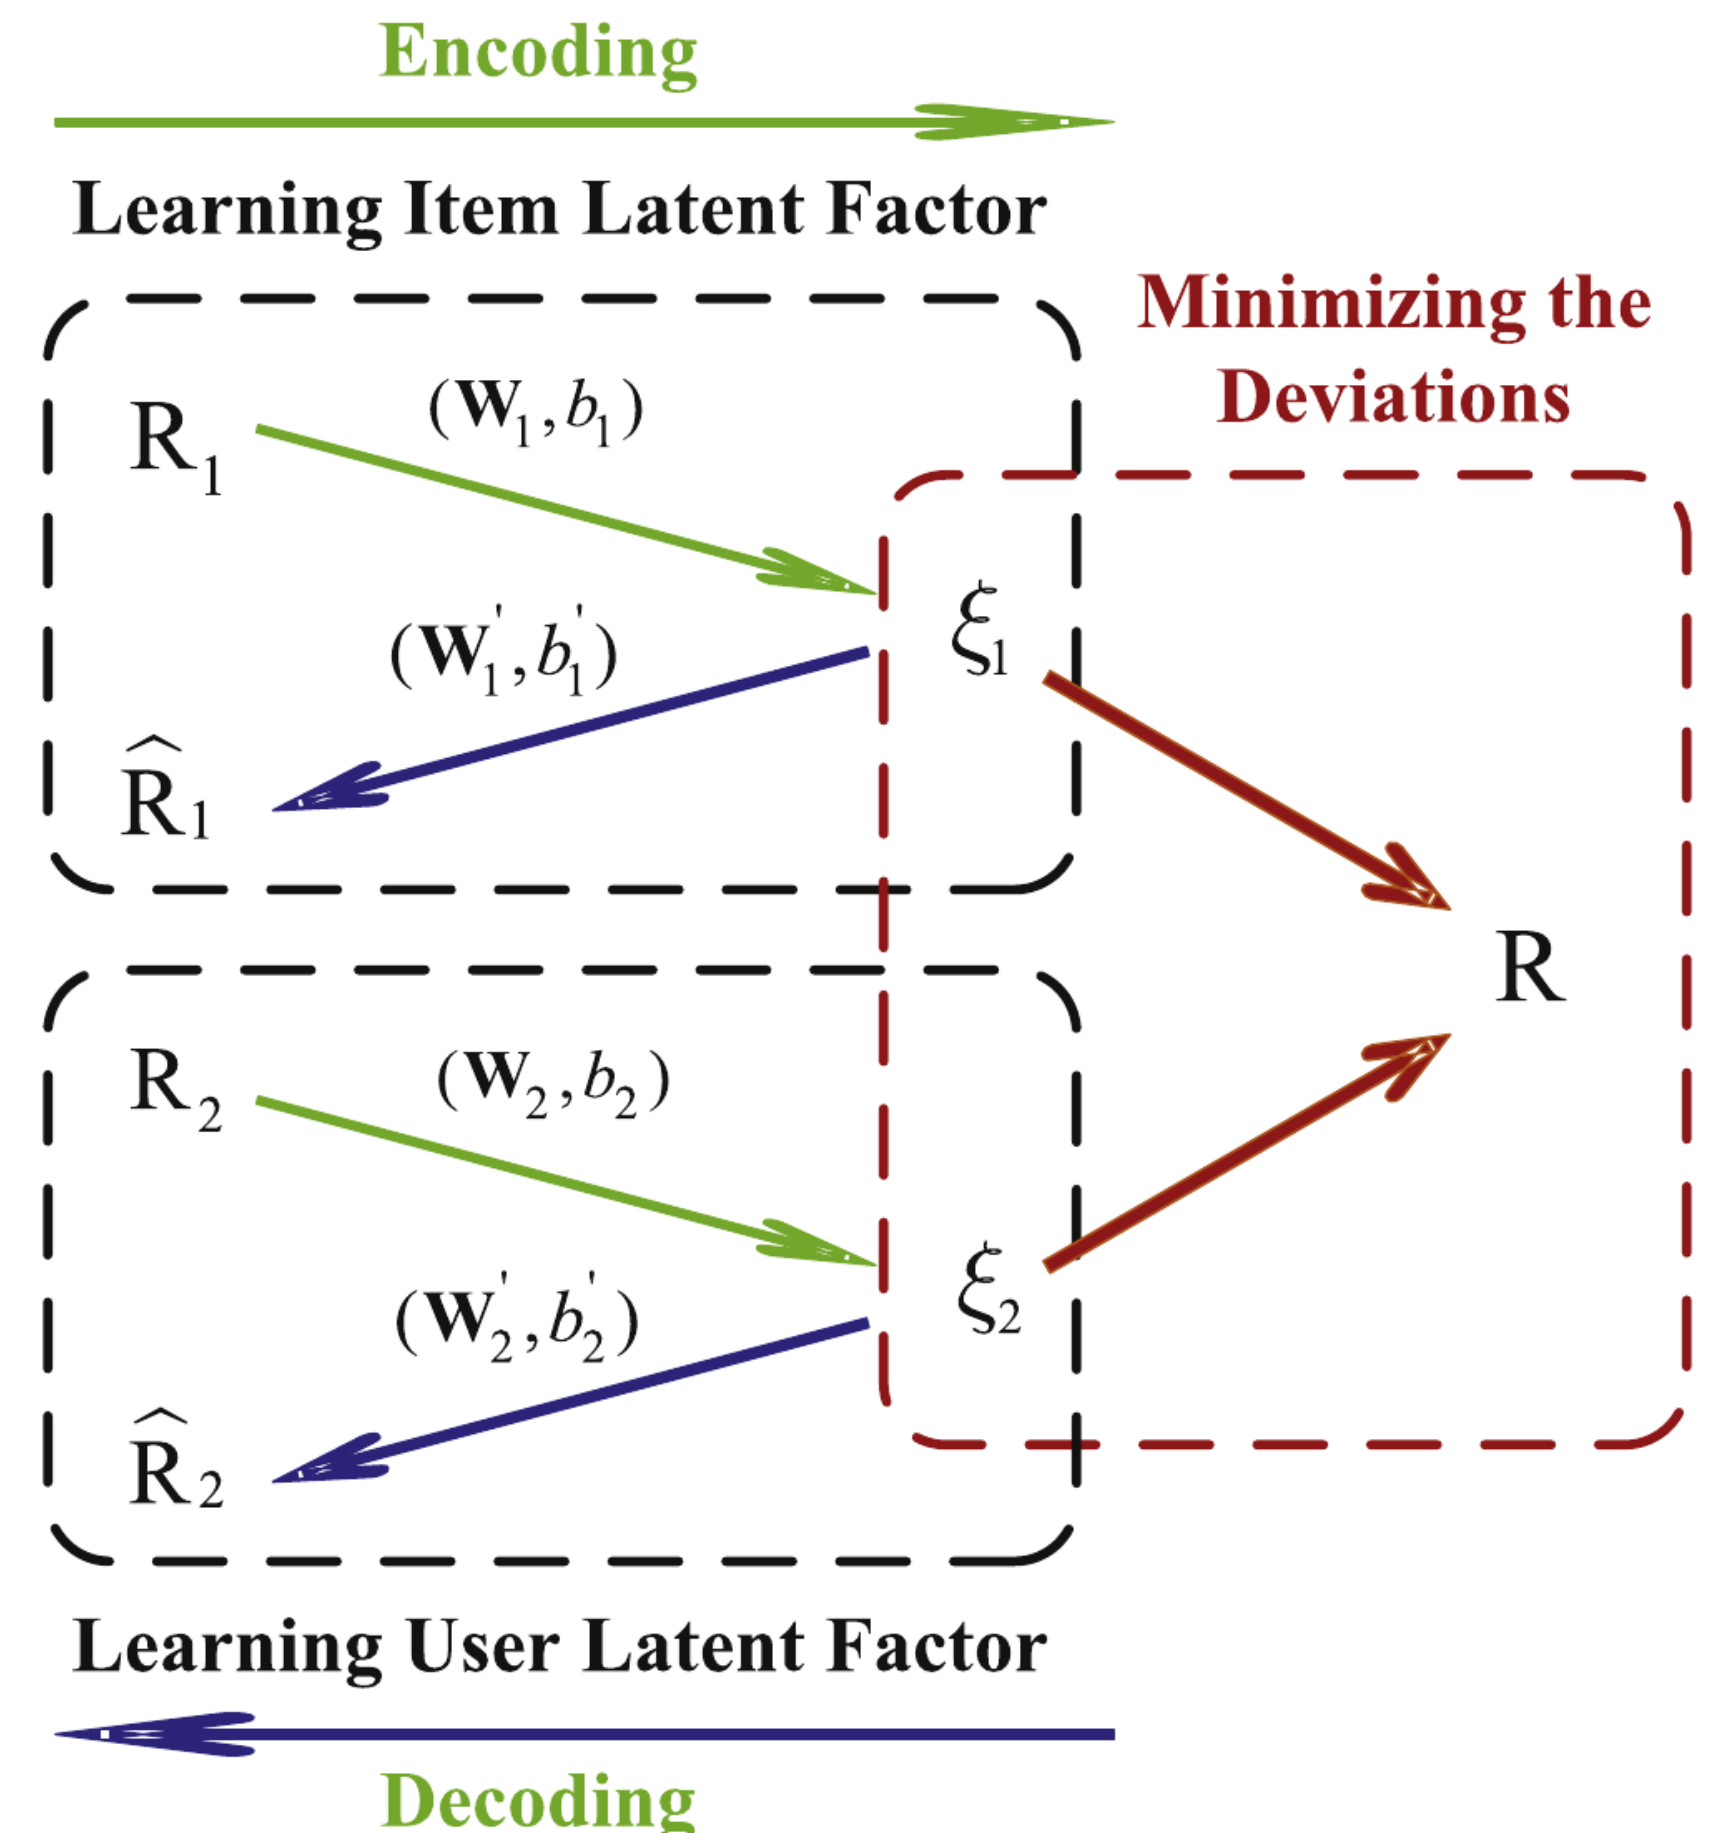 Encoding
Learning Item Latent Factor
Minimizing the
Deviations
R₁
(W₁,b₁)
ξ₁
(W₁',b₁')
R̂₁
R
R₂
(W₂,b₂)
ξ₂
(W₂',b₂')
R̂₂
Learning User Latent Factor
Decoding